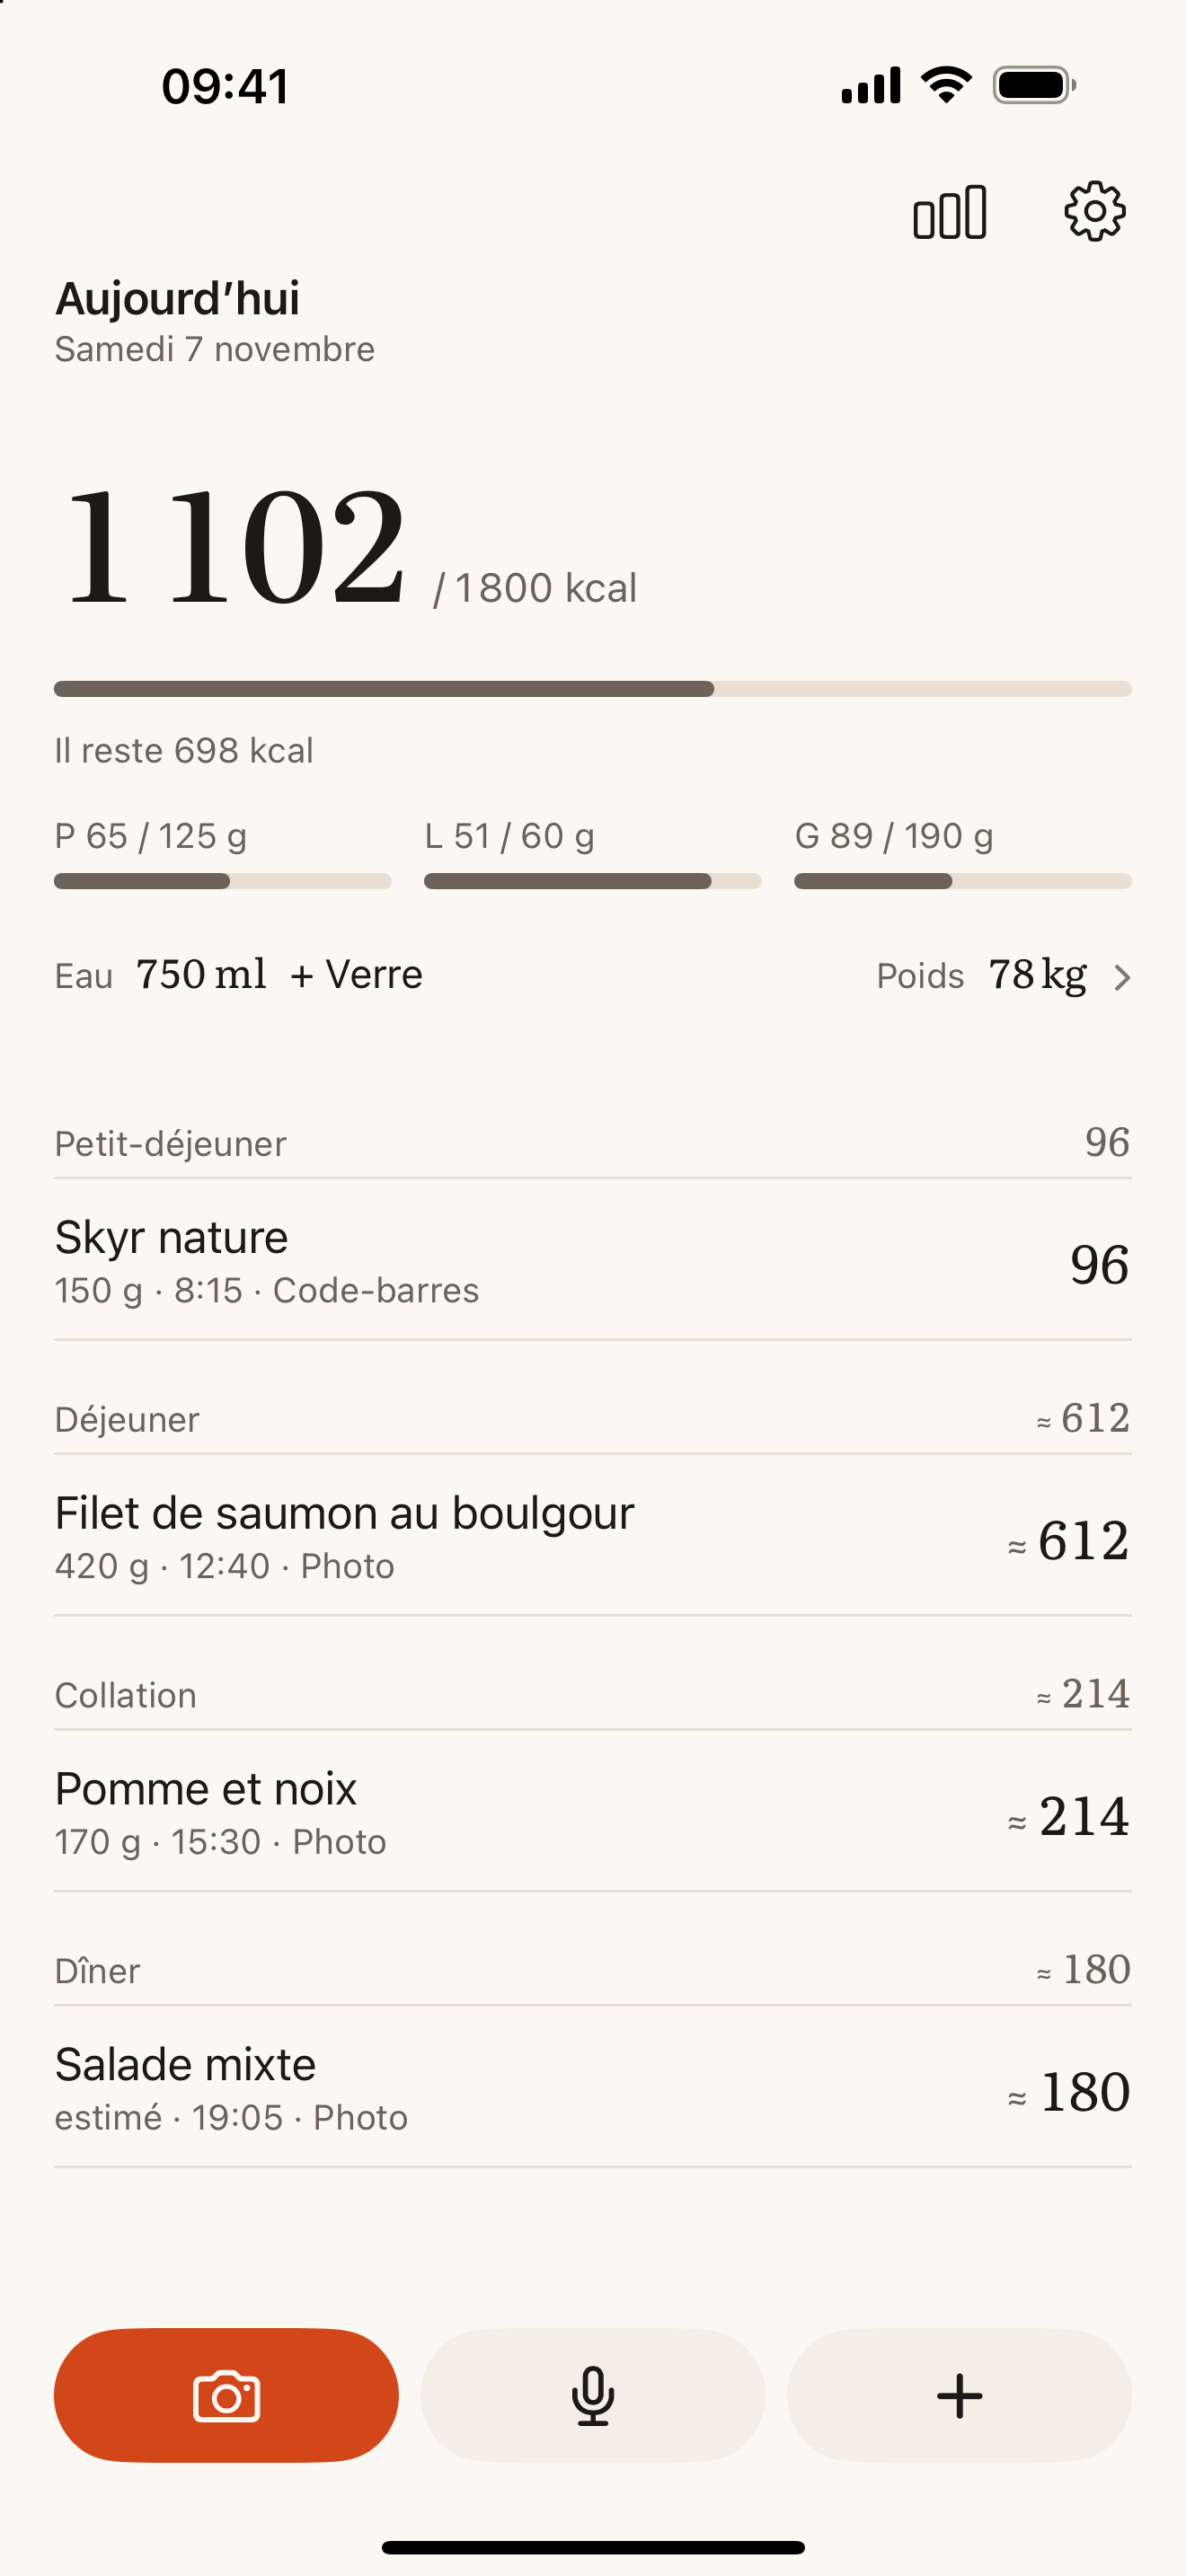 09:41
Aujourd’hui
Samedi 7 novembre
1 102 / 1 800 kcal
Il reste 698 kcal
P 65 / 125 g L 51 / 60 g G 89 / 190 g
Eau 750 ml + Verre Poids 78 kg
Petit-déjeuner 96
Skyr nature
96
150 g · 8:15 · Code-barres
Déjeuner ≈ 612
Filet de saumon au boulgour
≈ 612
420 g · 12:40 · Photo
Collation ≈ 214
Pomme et noix
≈ 214
170 g · 15:30 · Photo
Dîner ≈ 180
Salade mixte
≈ 180
estimé · 19:05 · Photo